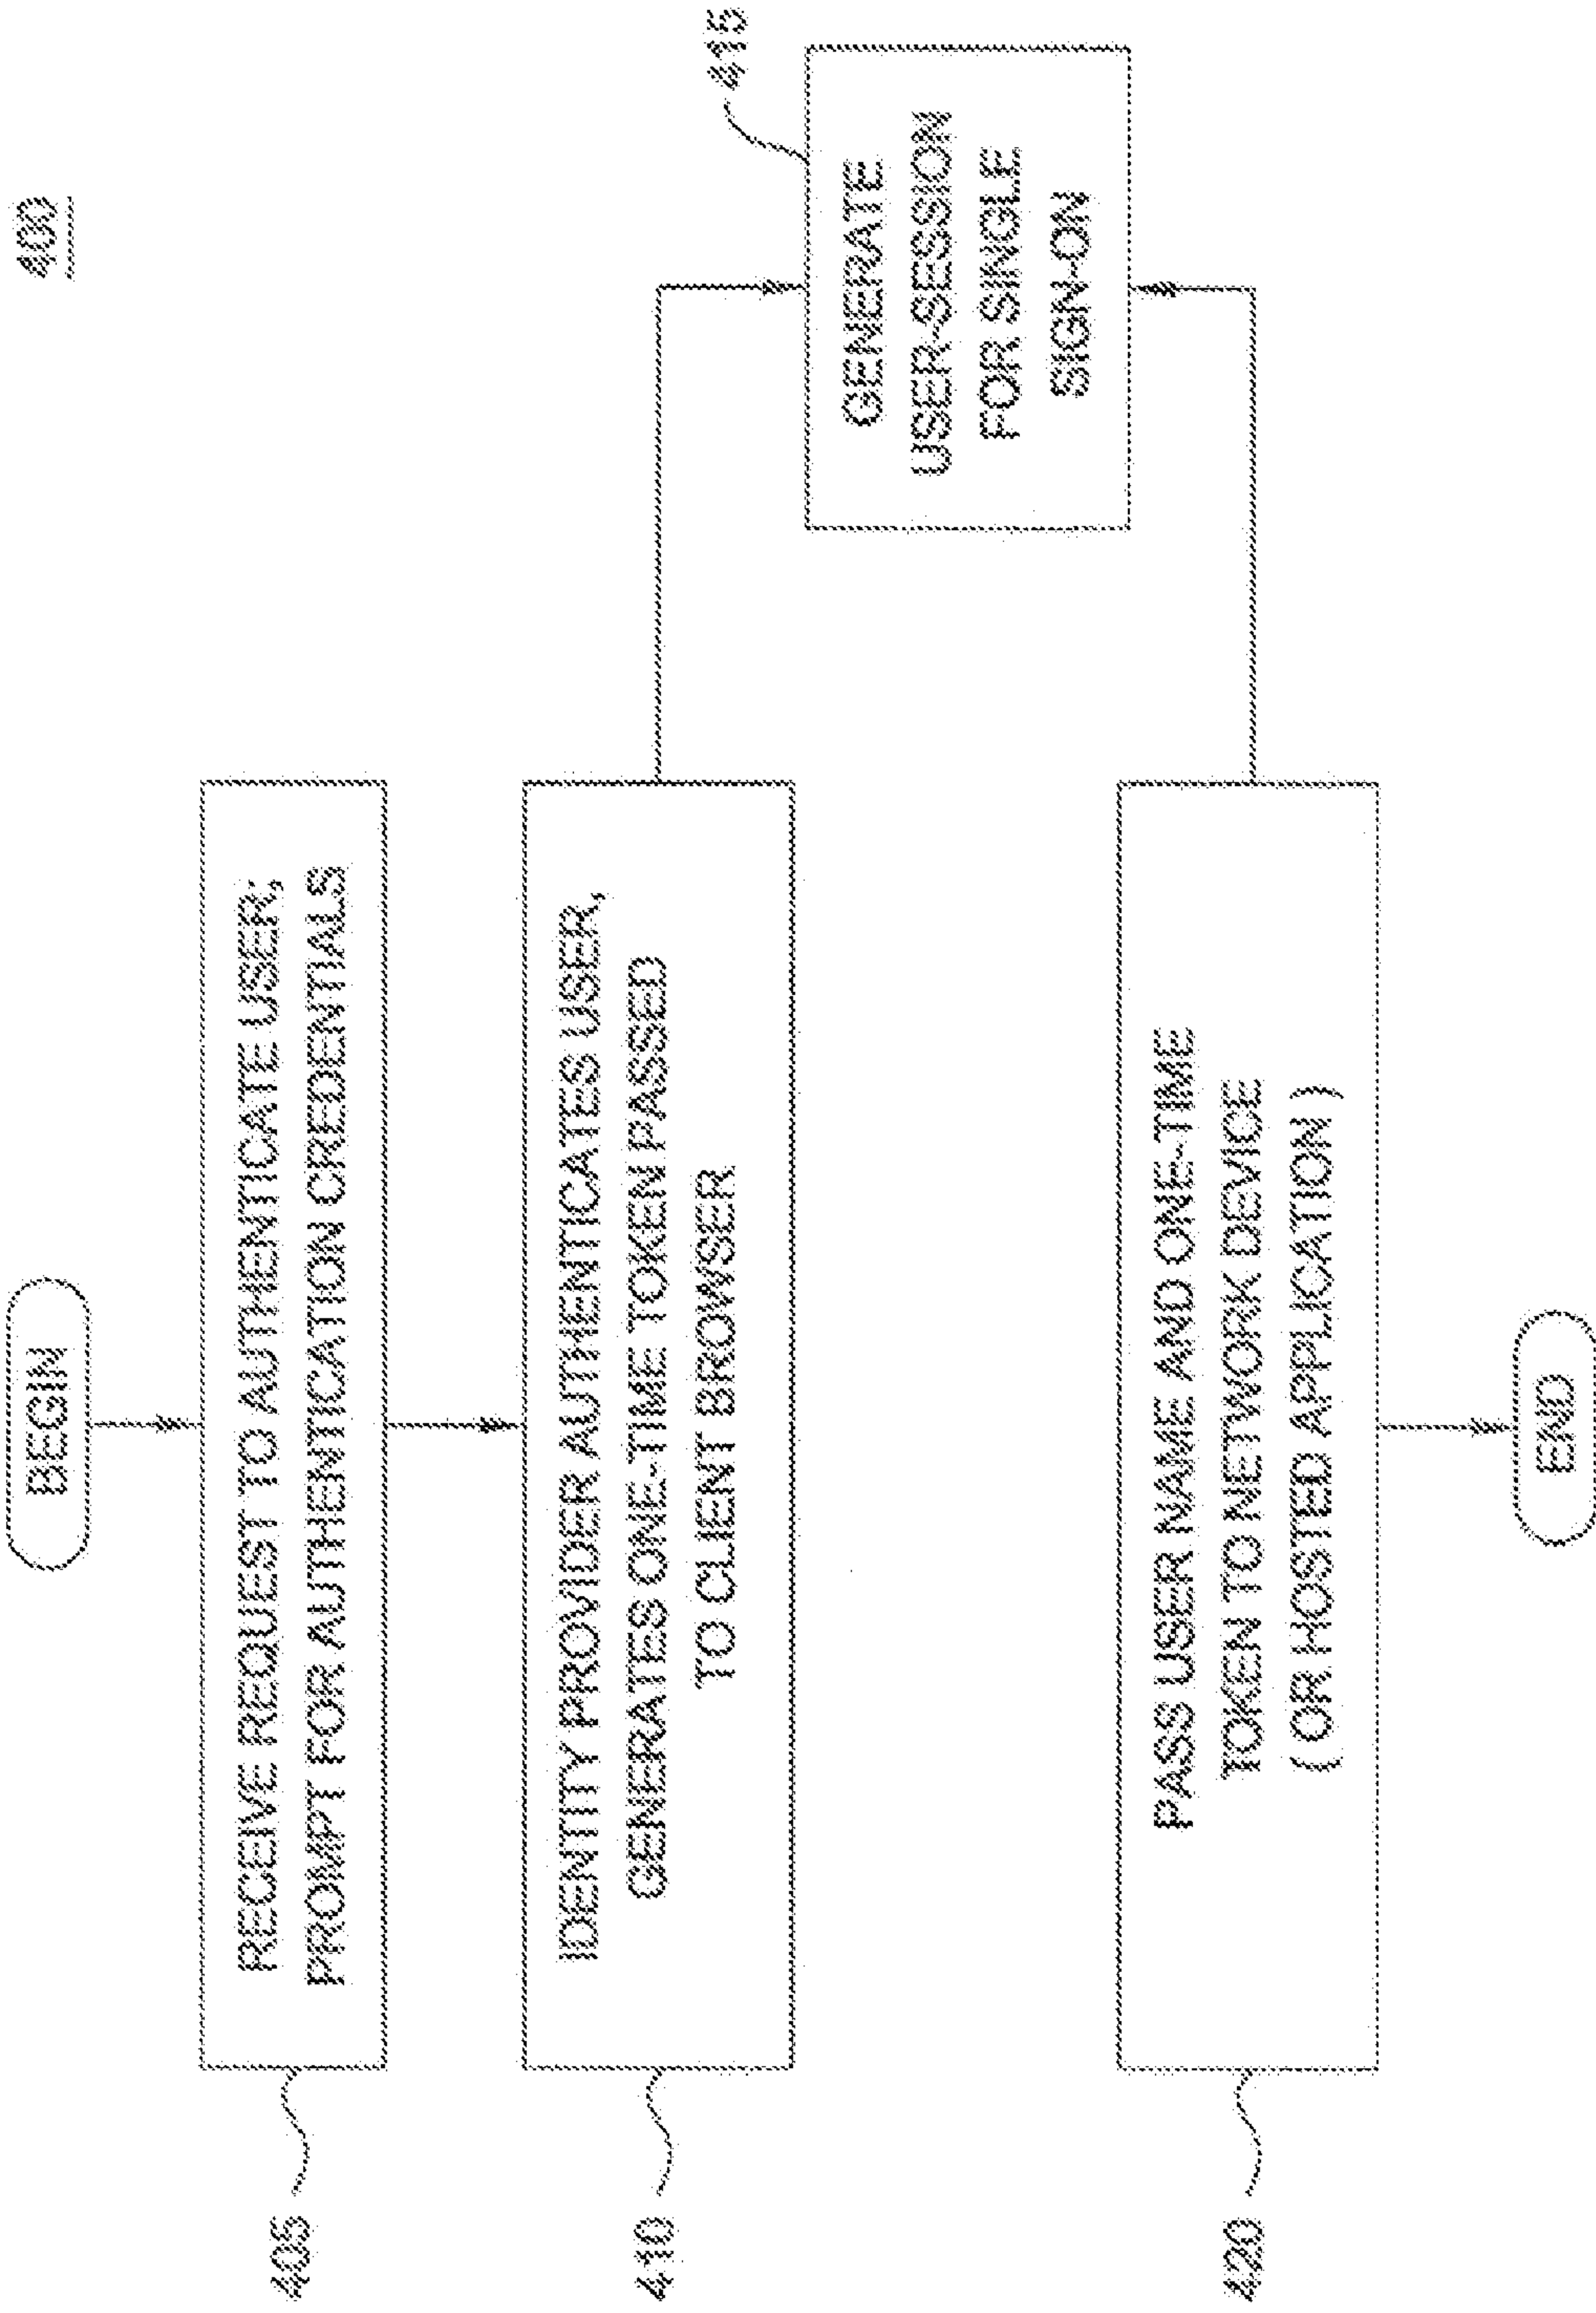 400
BEGIN
RECEIVE REQUEST TO AUTHENTICATE USER;
PROMPT FOR AUTHENTICATION CREDENTIALS
405
IDENTITY PROVIDER AUTHENTICATES USER,
GENERATES ONE-TIME TOKEN PASSED
TO CLIENT BROWSER
410
GENERATE
USER-SESSION
FOR SINGLE
SIGN-ON
415
PASS USER NAME AND ONE-TIME
TOKEN TO NETWORK DEVICE
( OR HOSTED APPLICATION )
420
END